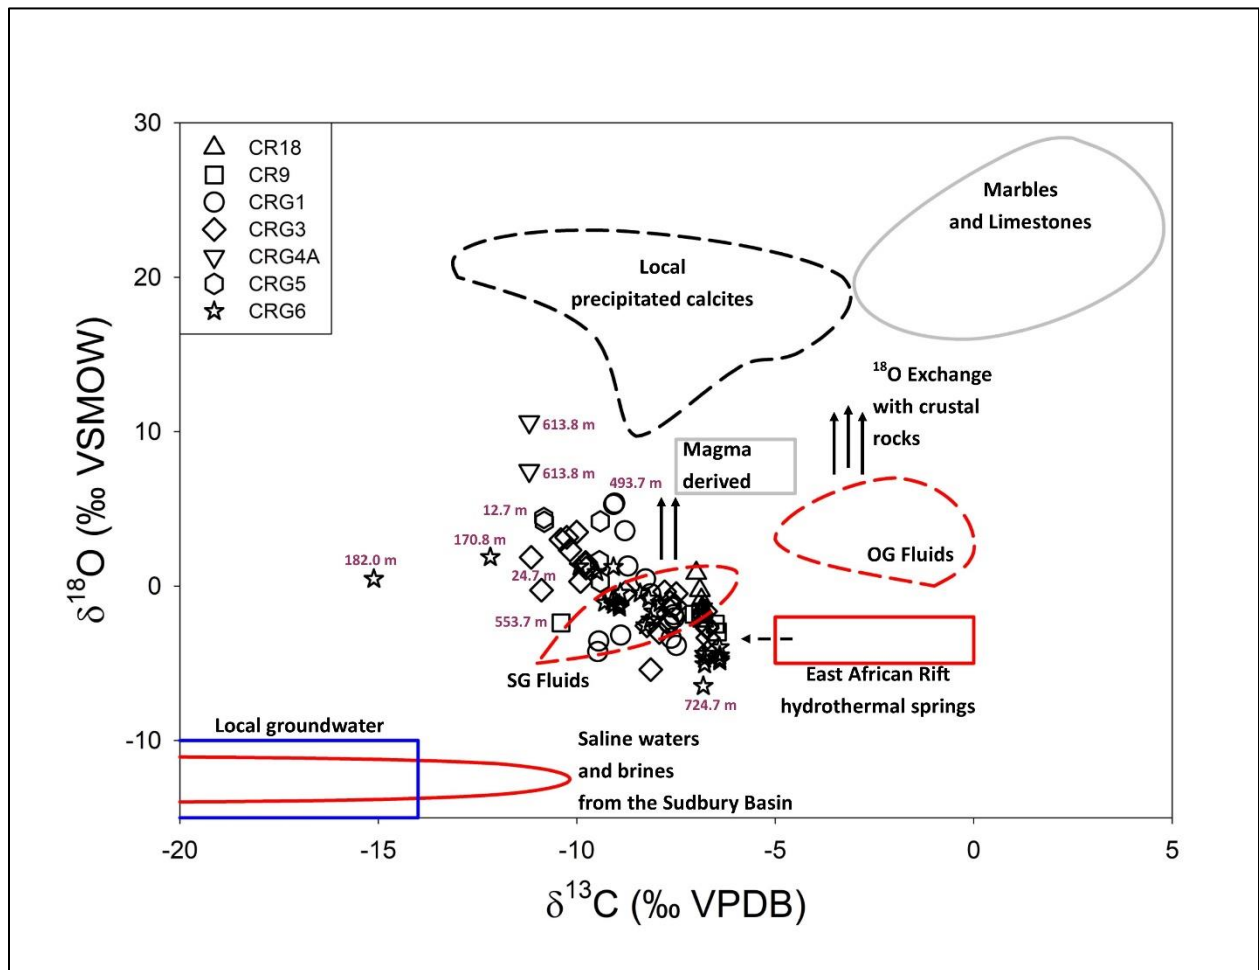 30
20
10
0
-10
-20
-15
-10
-5
0
5
δ18O (‰ VSMOW)
δ13C (‰ VPDB)
CR18
CR9
CRG1
CRG3
CRG4A
CRG5
CRG6
Marbles
and Limestones
Local
precipitated calcites
18O Exchange
with crustal
rocks
613.8 m
613.8 m
Magma
derived
493.7 m
12.7 m
170.8 m
182.0 m
24.7 m
OG Fluids
553.7 m
SG Fluids
East African Rift
hydrothermal springs
724.7 m
Local groundwater
Saline waters
and brines
from the Sudbury Basin